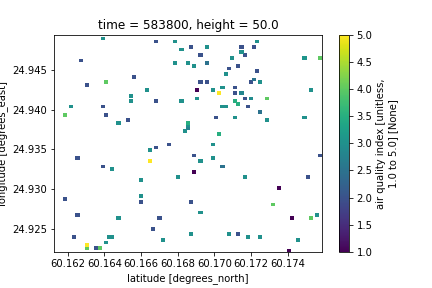 time = 583800, height = 50.0
24.945
24.940
24.935
24.930
24.925
longitude [degrees_east]
60.162 60.164 60.166 60.168 60.170 60.172 60.174
latitude [degrees_north]
5.0
4.5
4.0
3.5
3.0
2.5
2.0
1.5
1.0
air quality index [unitless,
1.0 to 5.0] [None]